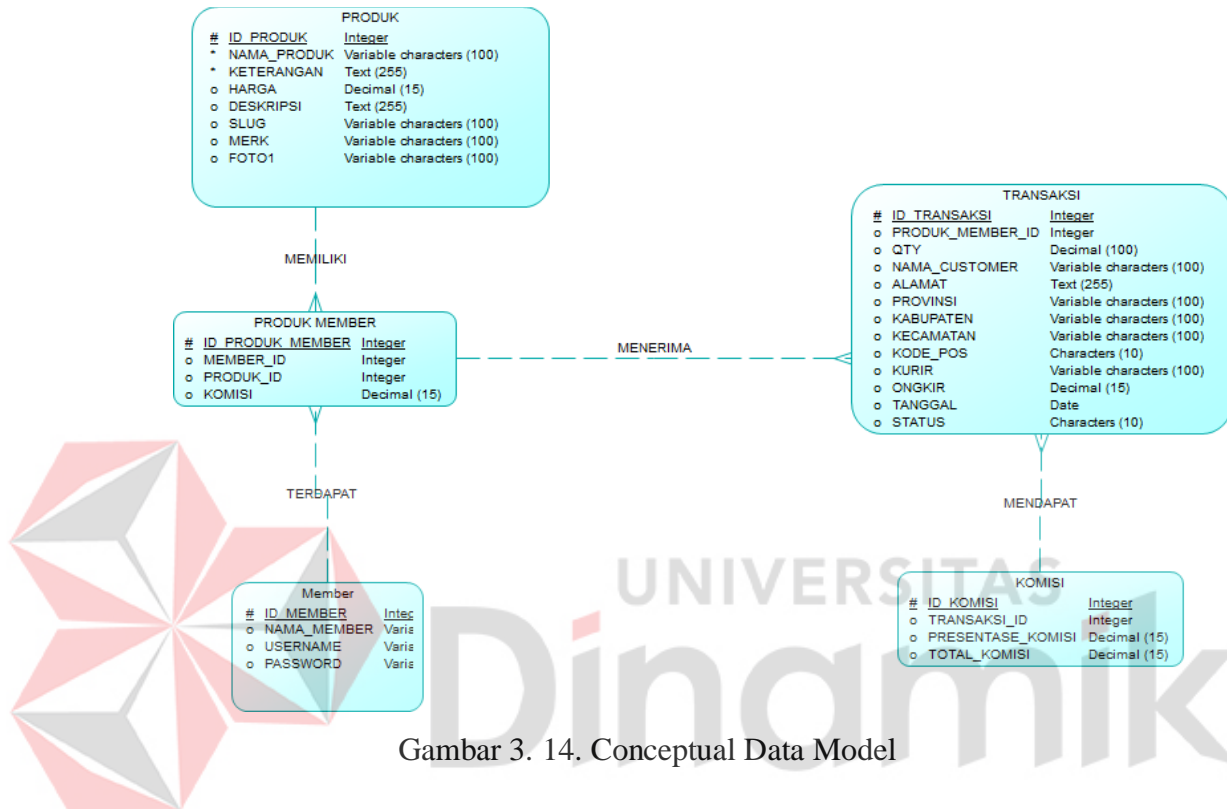 PRODUK
# ID_PRODUK Integer
* NAMA_PRODUK Variable characters (100)
* KETERANGAN Text (255)
o HARGA Decimal (15)
o DESKRIPSI Text (255)
o SLUG Variable characters (100)
o MERK Variable characters (100)
o FOTO1 Variable characters (100)
MEMILIKI
PRODUK MEMBER
# ID_PRODUK_MEMBER Integer
o MEMBER_ID Integer
o PRODUK_ID Integer
o KOMISI Decimal (15)
MENERIMA
TRANSAKSI
# ID_TRANSAKSI Integer
o PRODUK_MEMBER_ID Integer
o QTY Decimal (100)
o NAMA_CUSTOMER Variable characters (100)
o ALAMAT Text (255)
o PROVINSI Variable characters (100)
o KABUPATEN Variable characters (100)
o KECAMATAN Variable characters (100)
o KODE_POS Characters (10)
o KURIR Variable characters (100)
o ONGKIR Decimal (15)
o TANGGAL Date
o STATUS Characters (10)
TERDAPAT
MENDAPAT
Member
# ID_MEMBER Integ
o NAMA_MEMBER Varia
o USERNAME Varia
o PASSWORD Varia
KOMISI
# ID_KOMISI Integer
o TRANSAKSI_ID Integer
o PRESENTASE_KOMISI Decimal (15)
o TOTAL_KOMISI Decimal (15)
UNIVERSITAS
Dinamik
Gambar 3. 14. Conceptual Data Model